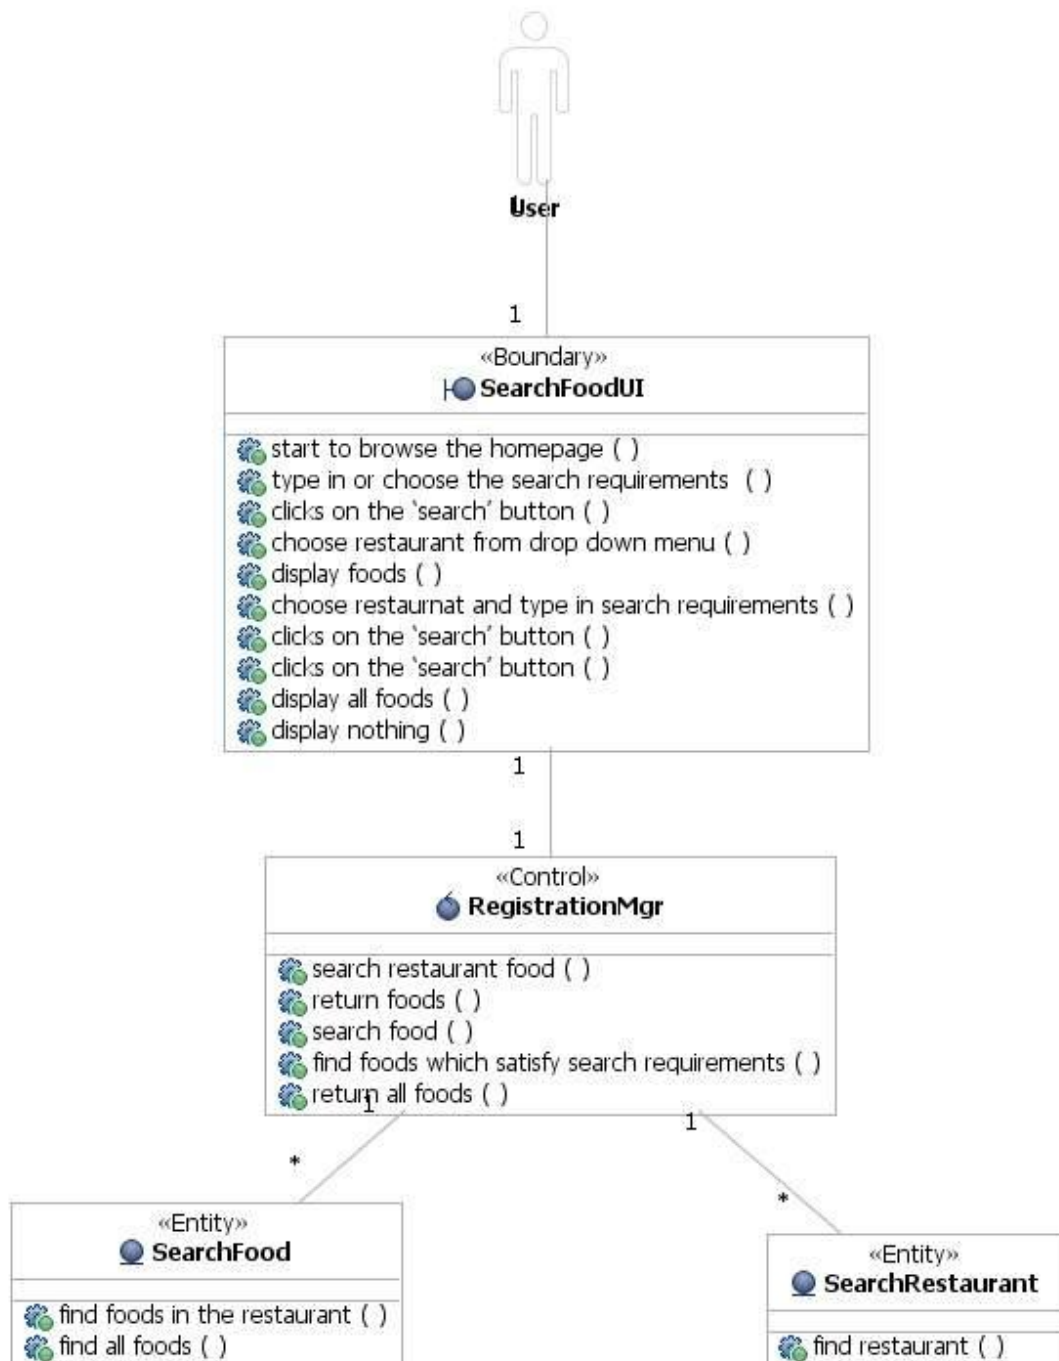 User
1
«Boundary»
SearchFoodUI
start to browse the homepage ( )
type in or choose the search requirements ( )
clicks on the ‘search’ button ( )
choose restaurant from drop down menu ( )
display foods ( )
choose restaurnat and type in search requirements ( )
clicks on the ‘search’ button ( )
clicks on the ‘search’ button ( )
display all foods ( )
display nothing ( )
1
1
«Control»
RegistrationMgr
search restaurant food ( )
return foods ( )
search food ( )
find foods which satisfy search requirements ( )
return all foods ( )
1
1
*
*
«Entity»
SearchFood
find foods in the restaurant ( )
find all foods ( )
«Entity»
SearchRestaurant
find restaurant ( )